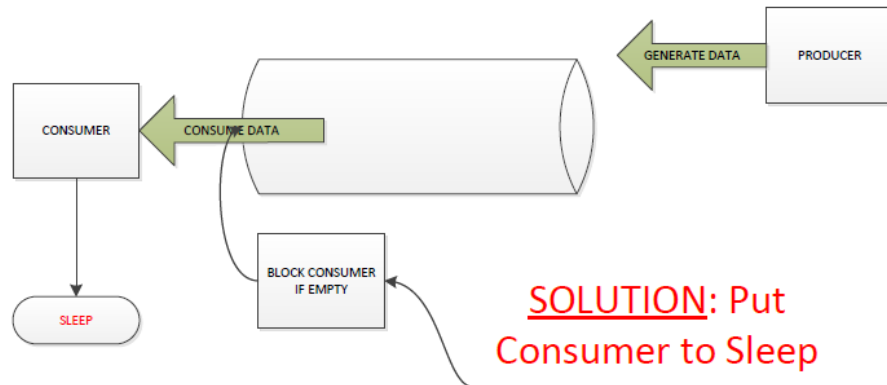 GENERATE DATA
PRODUCER
CONSUMER
CONSUME DATA
BLOCK CONSUMER
IF EMPTY
SLEEP
SOLUTION: Put
Consumer to Sleep